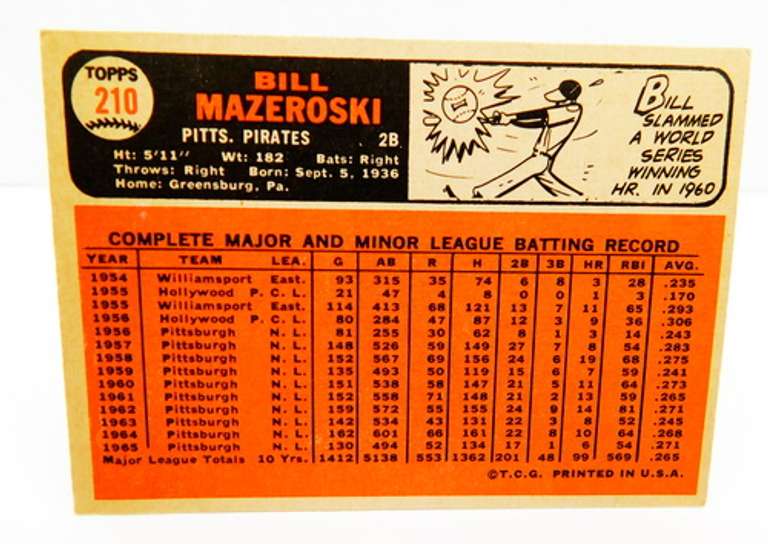 TOPPS
210
BILL
MAZEROSKI
PITTS. PIRATES 2B
Ht: 5'11" Wt: 182 Bats: Right
Throws: Right Born: Sept. 5, 1936
Home: Greensburg, Pa.
BILL
SLAMMED
A WORLD
SERIES
WINNING
HR. IN 1960
COMPLETE MAJOR AND MINOR LEAGUE BATTING RECORD
YEAR TEAM LEA. G AB R H 2B 3B HR RBI AVG.
1954 Williamsport East. 93 315 35 74 6 8 3 28 .235
1955 Hollywood P. C. L. 21 47 4 8 0 0 1 3 .170
1955 Williamsport East. 114 413 68 121 13 7 11 65 .293
1956 Hollywood P. C. L. 80 284 47 87 12 3 9 36 .306
1956 Pittsburgh N. L. 81 255 30 62 8 1 3 14 .243
1957 Pittsburgh N. L. 148 526 59 149 27 7 8 54 .283
1958 Pittsburgh N. L. 152 567 69 156 24 6 19 68 .275
1959 Pittsburgh N. L. 135 493 50 119 15 6 7 59 .241
1960 Pittsburgh N. L. 151 538 58 147 21 5 11 64 .273
1961 Pittsburgh N. L. 152 558 71 148 21 2 13 59 .265
1962 Pittsburgh N. L. 159 572 55 155 24 9 14 81 .271
1963 Pittsburgh N. L. 142 534 43 131 22 3 8 52 .245
1964 Pittsburgh N. L. 162 601 66 161 22 8 10 64 .268
1965 Pittsburgh N. L. 130 494 52 134 17 1 6 54 .271
Major League Totals 10 Yrs. 1412 5138 553 1362 201 48 99 569 .265
©T.C.G. PRINTED IN U.S.A.